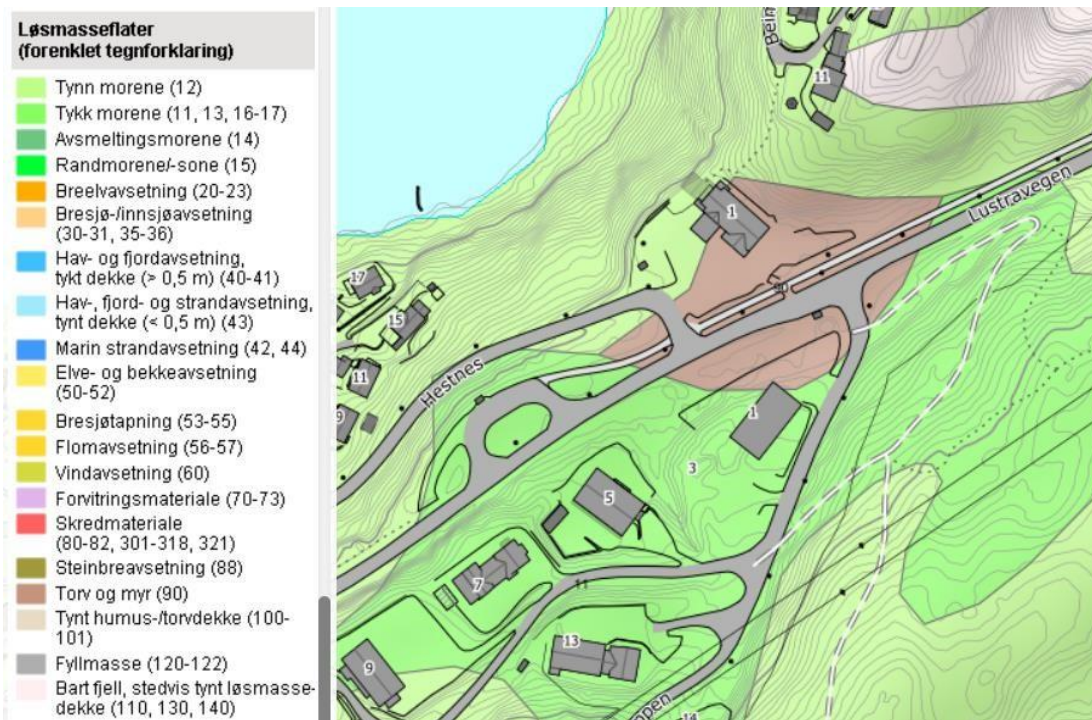 Løsmasseflater
(forenklet tegnforklaring)
Tynn morene (12)
Tykk morene (11, 13, 16-17)
Avsmeltingsmorene (14)
Randmorene/-sone (15)
Breelvavsetning (20-23)
Bresjø-/innsjøavsetning
(30-31, 35-36)
Hav- og fjordavsetning,
tykt dekke (> 0,5 m) (40-41)
Hav-, fjord- og strandavsetning,
tynt dekke (< 0,5 m) (43)
Marin strandavsetning (42, 44)
Elve- og bekkeavsetning
(50-52)
Bresjøtapning (53-55)
Flomavsetning (56-57)
Vindavsetning (60)
Forvitringsmateriale (70-73)
Skredmateriale
(80-82, 301-318, 321)
Steinbreavsetning (88)
Torv og myr (90)
Tynt humus-/torvdekke (100-
101)
Fyllmasse (120-122)
Bart fjell, stedvis tynt løsmasse-
dekke (110, 130, 140)
Bein
11
1
Lustravegen
17
90
15
11
Hestnes
9
1
3
5
7
11
13
9
14